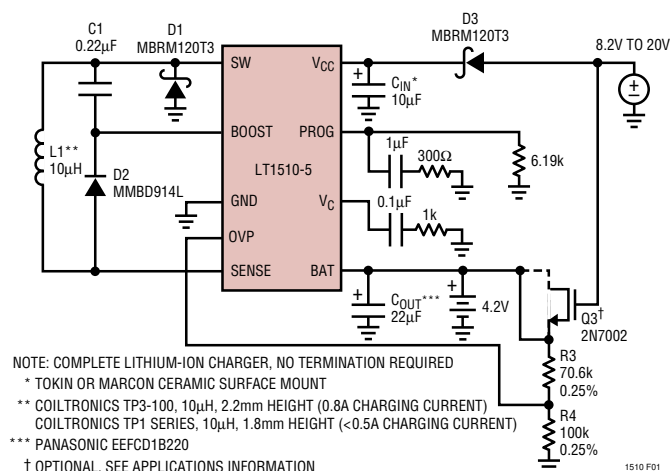 C1
0.22µF
D1
MBRM120T3
D3
MBRM120T3
8.2V TO 20V
SW
VCC
+
CIN*
10µF
+
−
L1**
10µH
BOOST
PROG
1µF
300Ω
6.19k
D2
MMBD914L
LT1510-5
GND
VC
0.1µF
1k
OVP
SENSE
BAT
+
COUT***
22µF
+
4.2V
Q3†
2N7002
R3
70.6k
0.25%
R4
100k
0.25%
NOTE: COMPLETE LITHIUM-ION CHARGER, NO TERMINATION REQUIRED
* TOKIN OR MARCON CERAMIC SURFACE MOUNT
** COILTRONICS TP3-100, 10µH, 2.2mm HEIGHT (0.8A CHARGING CURRENT)
COILTRONICS TP1 SERIES, 10µH, 1.8mm HEIGHT (<0.5A CHARGING CURRENT)
*** PANASONIC EEFCD1B220
† OPTIONAL, SEE APPLICATIONS INFORMATION
1510 F01